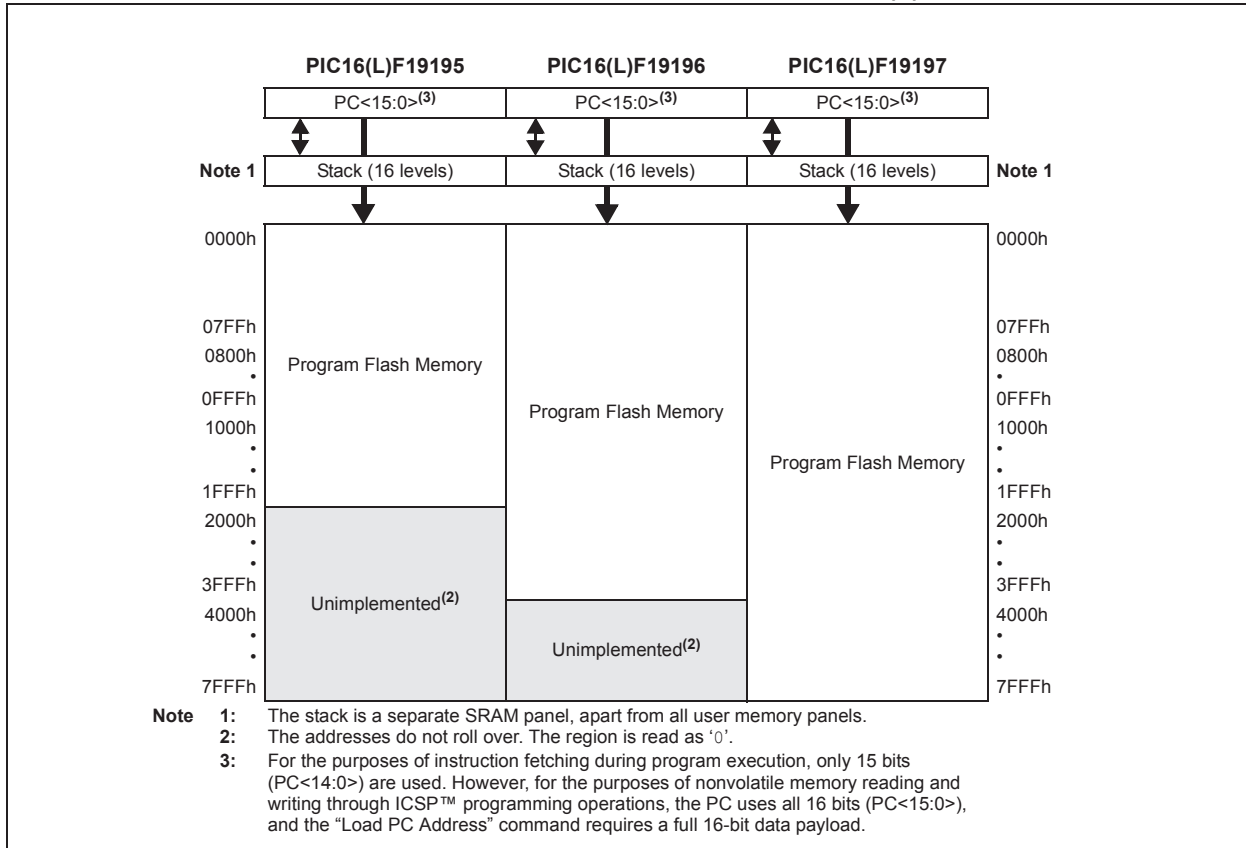 PIC16(L)F19195 PIC16(L)F19196 PIC16(L)F19197
PC<15:0>(3) PC<15:0>(3) PC<15:0>(3)
Note 1 Stack (16 levels) Stack (16 levels) Stack (16 levels) Note 1
0000h 0000h
07FFh 07FFh
0800h 0800h
Program Flash Memory
0FFFh 0FFFh
Program Flash Memory
1000h 1000h
Program Flash Memory
1FFFh 1FFFh
2000h 2000h
3FFFh 3FFFh
Unimplemented(2)
4000h 4000h
Unimplemented(2)
7FFFh 7FFFh
Note 1: The stack is a separate SRAM panel, apart from all user memory panels.
2: The addresses do not roll over. The region is read as ‘0’.
3: For the purposes of instruction fetching during program execution, only 15 bits
(PC<14:0>) are used. However, for the purposes of nonvolatile memory reading and
writing through ICSP™ programming operations, the PC uses all 16 bits (PC<15:0>),
and the “Load PC Address” command requires a full 16-bit data payload.